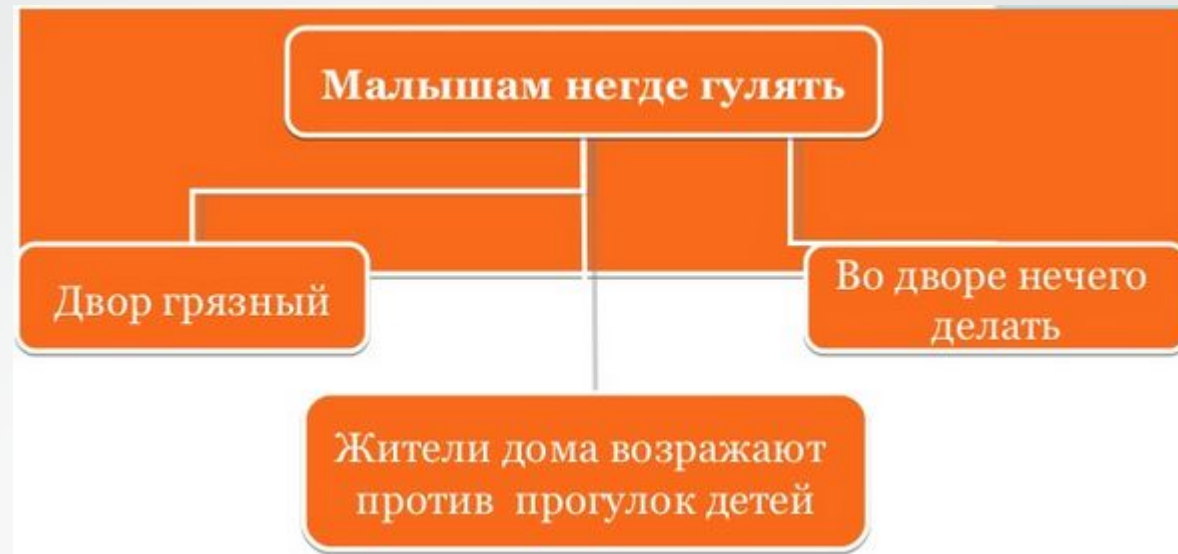 Малышам негде гулять
Двор грязный
Во дворе нечего
делать
Жители дома возражают
против прогулок детей